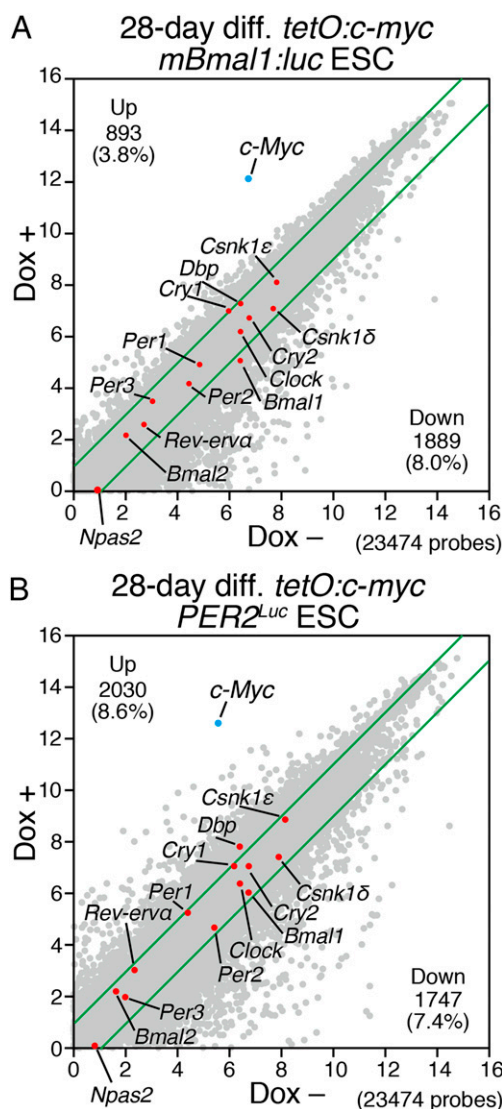 A
28-day diff. tetO:c-myc
mBmal1:luc ESC
Up
893
(3.8%)
c-Myc
Csnk1ε
Dbp
Cry1
Per1
Per3
Csnk1δ
Cry2
Clock
Bmal1
Per2
Rev-ervα
Bmal2
Npas2
Down
1889
(8.0%)
Dox +
16
14
12
10
8
6
4
2
0
0 2 4 6 8 10 12 14 16
Dox –
(23474 probes)
B
28-day diff. tetO:c-myc
PER2Luc ESC
Up
2030
(8.6%)
c-Myc
Csnk1ε
Dbp
Cry1
Per1
Rev-ervα
Csnk1δ
Cry2
Bmal1
Clock
Per2
Per3
Bmal2
Npas2
Down
1747
(7.4%)
Dox +
16
14
12
10
8
6
4
2
0
0 2 4 6 8 10 12 14 16
Dox –
(23474 probes)